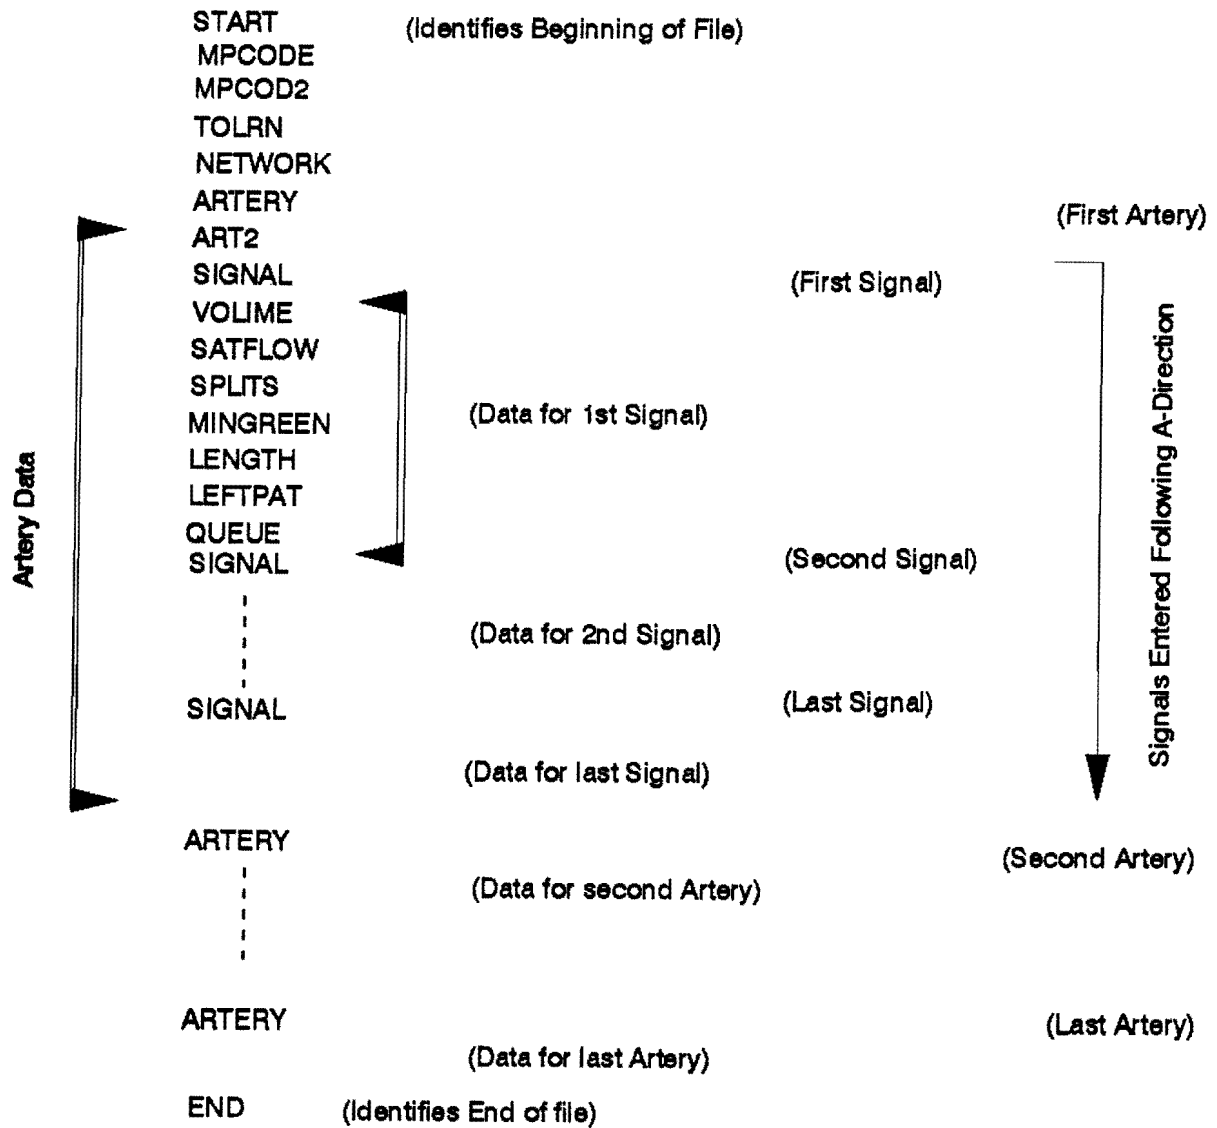 START (Identifies Beginning of File)
MPCODE
MPCOD2
TOLRN
NETWORK
ARTERY (First Artery)
ART2
SIGNAL (First Signal)
VOLIME
SATFLOW
SPLITS
MINGREEN (Data for 1st Signal)
LENGTH
LEFTPAT
QUEUE
SIGNAL (Second Signal)
(Data for 2nd Signal)
SIGNAL (Last Signal)
(Data for last Signal)
ARTERY (Second Artery)
(Data for second Artery)
ARTERY (Last Artery)
(Data for last Artery)
END (Identifies End of file)
Artery Data
Signals Entered Following A-Direction